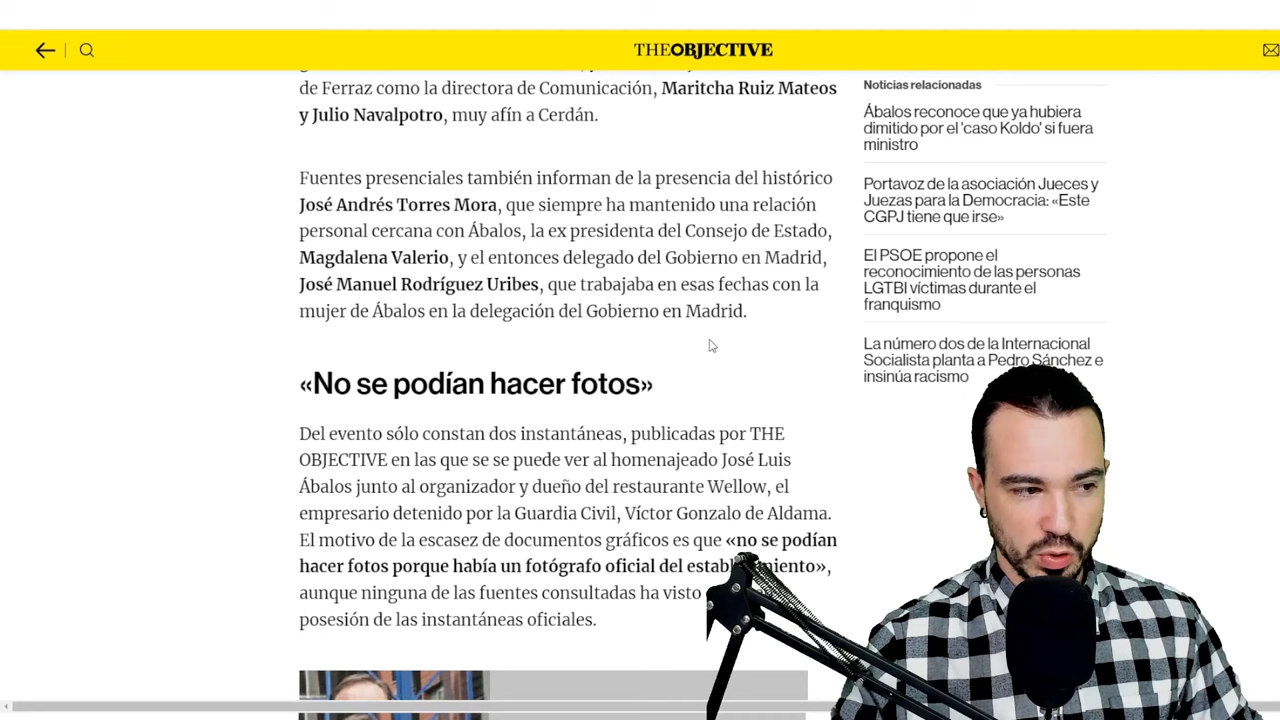 THE OBJECTIVE
de Ferraz como la directora de Comunicación, Maritcha Ruiz Mateos
y Julio Navalpotro, muy afín a Cerdán.
Fuentes presenciales también informan de la presencia del histórico
José Andrés Torres Mora, que siempre ha mantenido una relación
personal cercana con Ábalos, la ex presidenta del Consejo de Estado,
Magdalena Valerio, y el entonces delegado del Gobierno en Madrid,
José Manuel Rodríguez Uribes, que trabajaba en esas fechas con la
mujer de Ábalos en la delegación del Gobierno en Madrid.
«No se podían hacer fotos»
Del evento sólo constan dos instantáneas, publicadas por THE
OBJECTIVE en las que se se puede ver al homenajeado José Luis
Ábalos junto al organizador y dueño del restaurante Wellow, el
empresario detenido por la Guardia Civil, Víctor Gonzalo de Aldama.
El motivo de la escasez de documentos gráficos es que «no se podían
hacer fotos porque había un fotógrafo oficial del
aunque ninguna de las fuentes consultadas ha visto
posesión de las instantáneas oficiales.
Noticias relacionadas
Ábalos reconoce que ya hubiera
dimitido por el 'caso Koldo' si fuera
ministro
Portavoz de la asociación Jueces y
Juezas para la Democracia: «Este
CGPJ tiene que irse»
El PSOE propone el
reconocimiento de las personas
LGTBI víctimas durante el
franquismo
La número dos de la Internacional
Socialista planta a Pedro Sánchez e
insinúa racismo